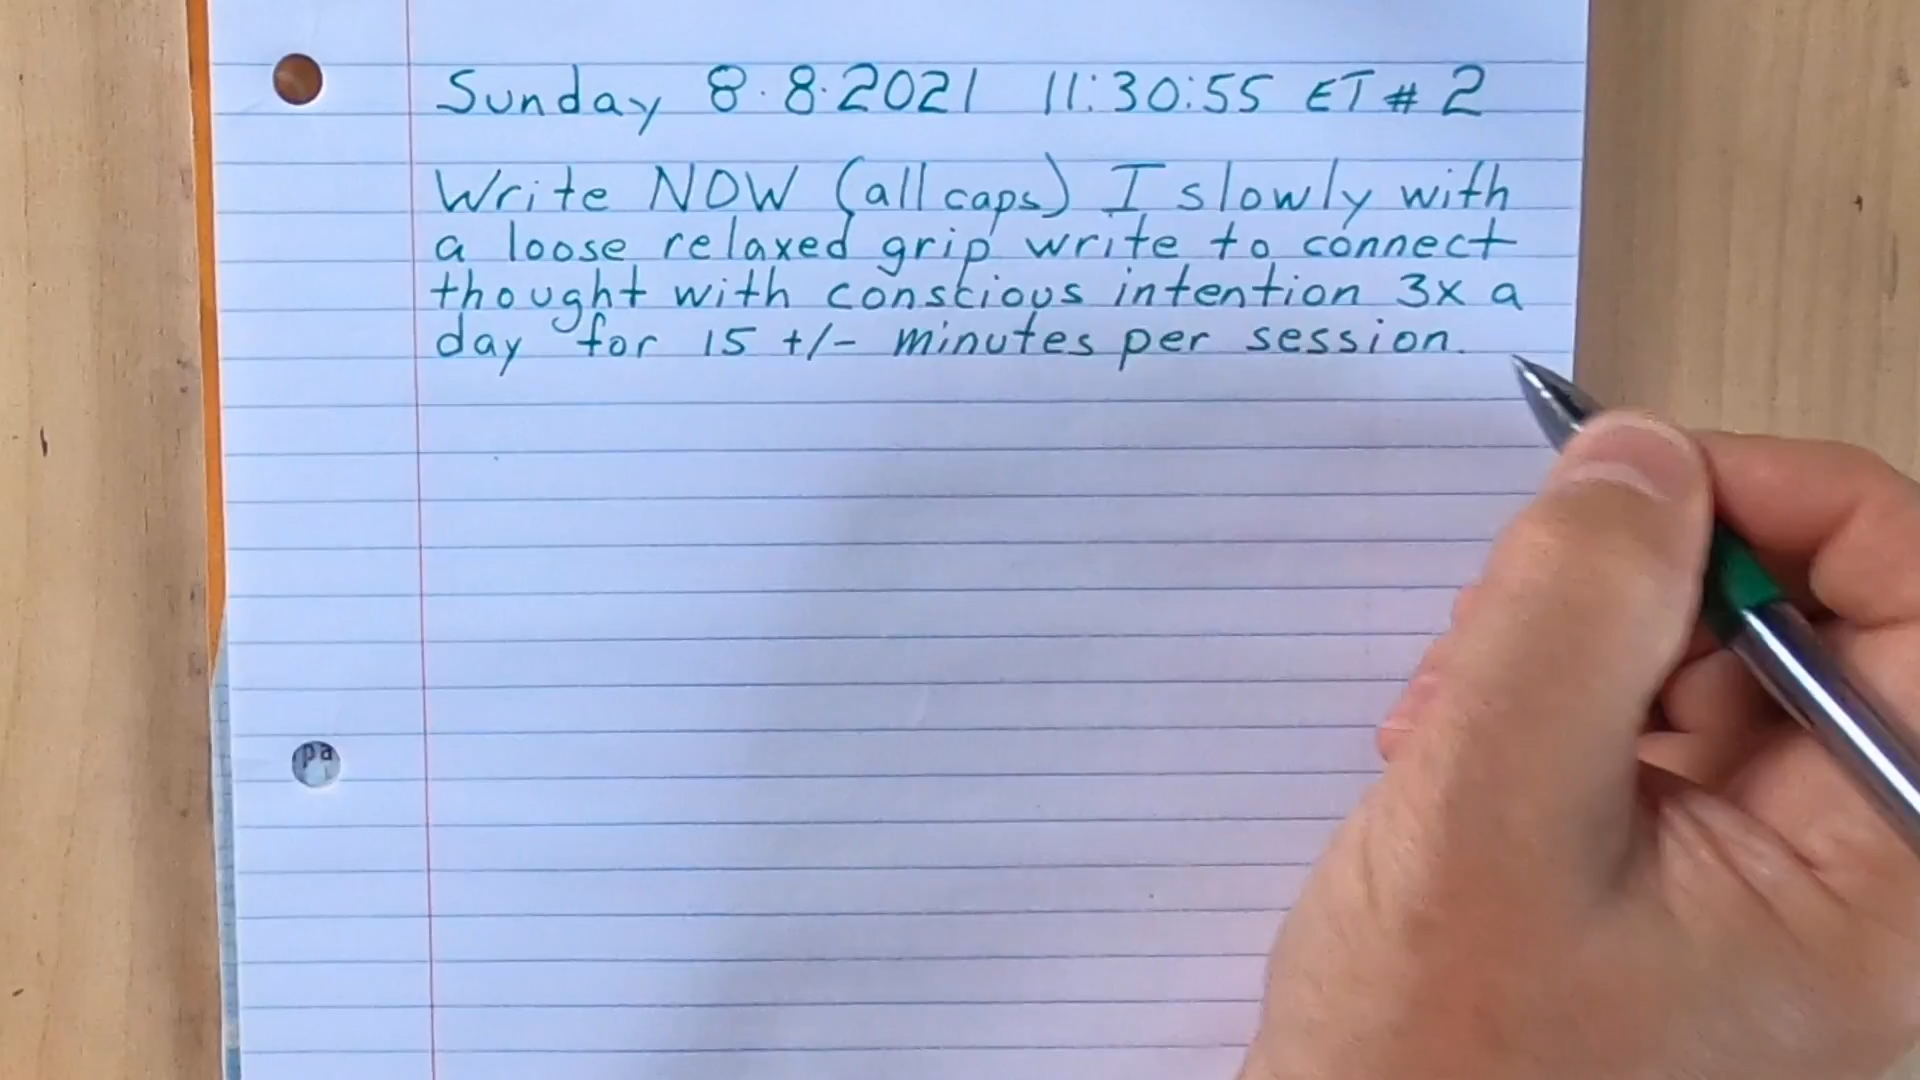 Sunday 8.8.2021 11:30:55 ET # 2
Write NOW (all caps) I slowly with
a loose relaxed grip write to connect
thought with conscious intention 3x a
day for 15 +/- minutes per session.
pa